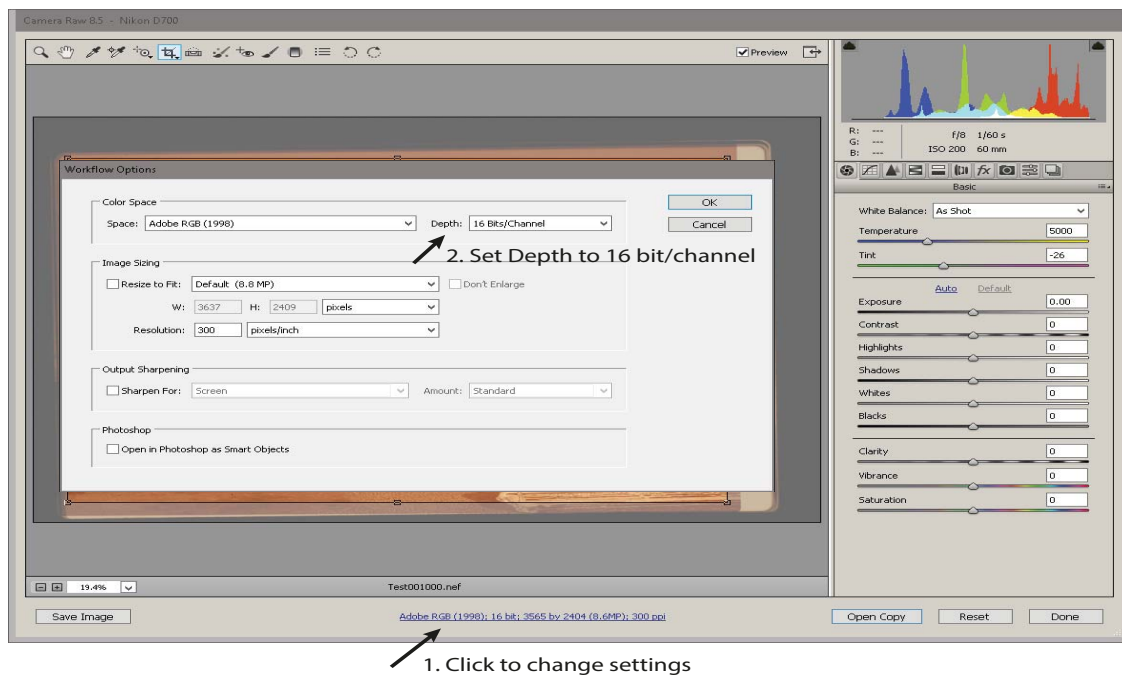 Camera Raw 8.5 - Nikon D700
Preview
R: ---
G: ---
B: ---
f/8 1/60 s
ISO 200 60 mm
Basic
White Balance: As Shot
Temperature 5000
Tint -26
Auto Default
Exposure 0.00
Contrast 0
Highlights 0
Shadows 0
Whites 0
Blacks 0
Clarity 0
Vibrance 0
Saturation 0
Workflow Options
Color Space
Space: Adobe RGB (1998) Depth: 16 Bits/Channel
OK
Cancel
2. Set Depth to 16 bit/channel
Image Sizing
Resize to Fit: Default (8.8 MP) Don't Enlarge
W: 3637 H: 2409 pixels
Resolution: 300 pixels/inch
Output Sharpening
Sharpen For: Screen Amount: Standard
Photoshop
Open in Photoshop as Smart Objects
19.4% Test001000.nef
Save Image Adobe RGB (1998); 16 bit; 3565 by 2404 (8.6MP); 300 ppi Open Copy Reset Done
1. Click to change settings